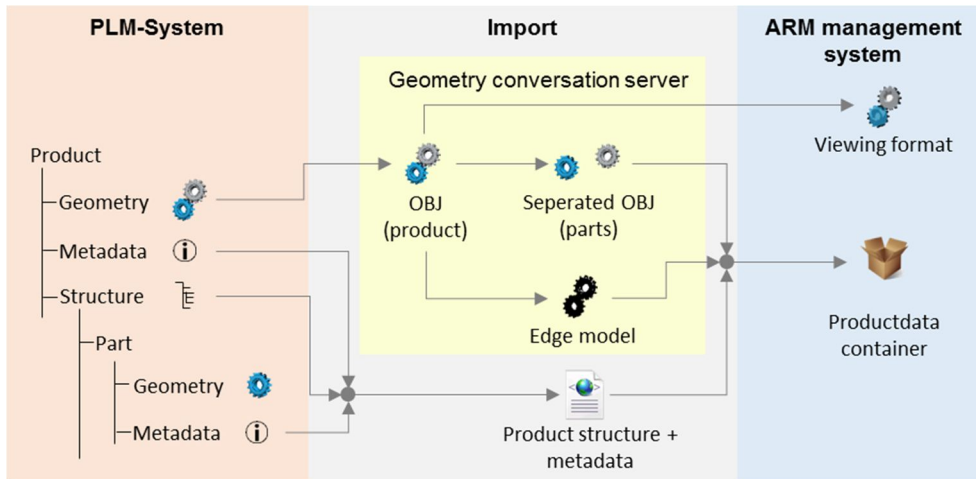 PLM-System
Import
ARM management
system
Geometry conversation server
Viewing format
Product
Geometry
OBJ
(product)
Seperated OBJ
(parts)
Metadata
Structure
Edge model
Part
Productdata
container
Geometry
Metadata
Product structure +
metadata